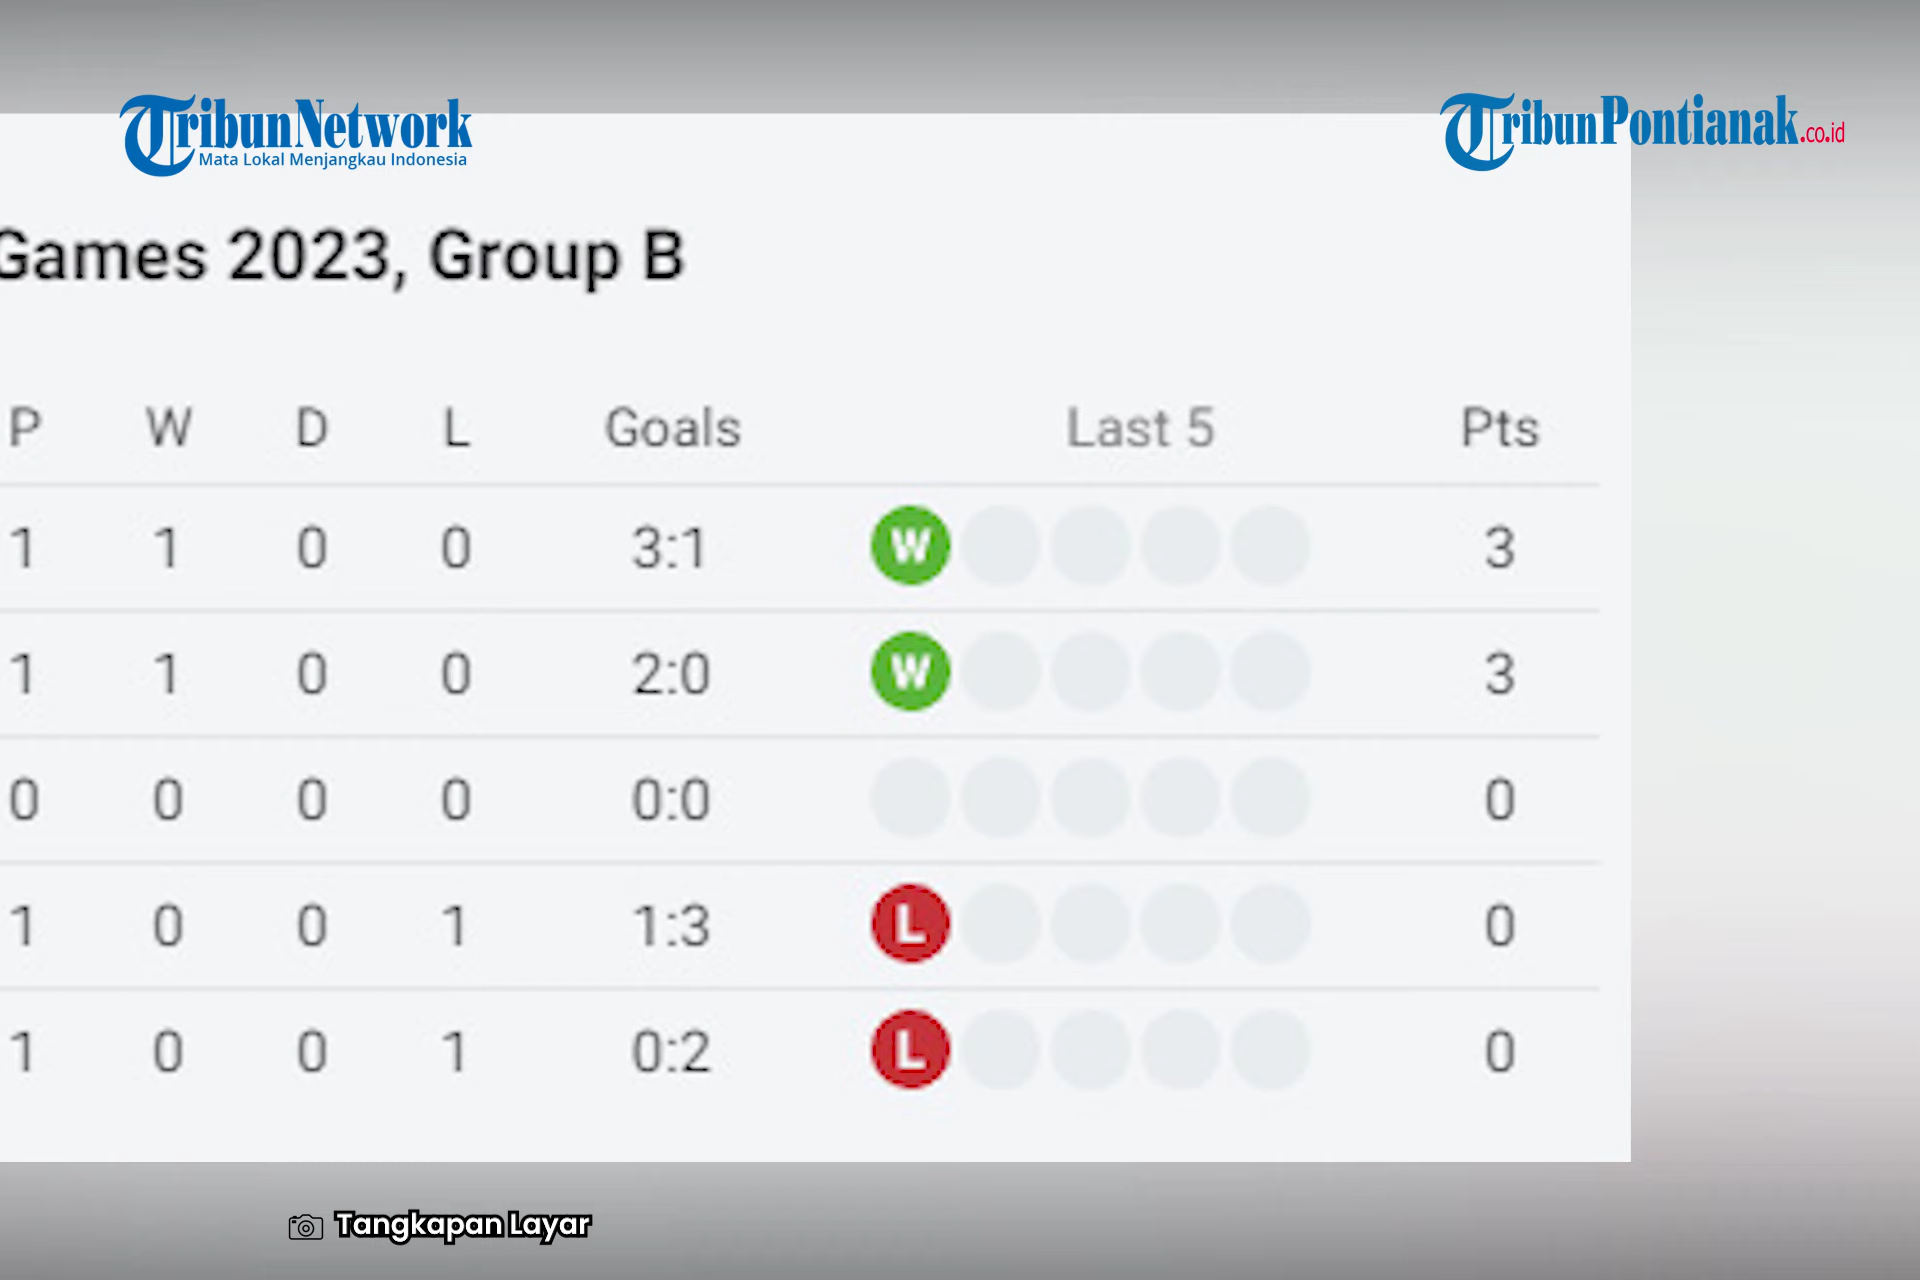 TribunNetwork
Mata Lokal Menjangkau Indonesia
TribunPontianak.co.id
Games 2023, Group B
P W D L Goals Last 5 Pts
1 1 0 0 3:1 W 3
1 1 0 0 2:0 W 3
0 0 0 0 0:0 0
1 0 0 1 1:3 L 0
1 0 0 1 0:2 L 0
Tangkapan Layar